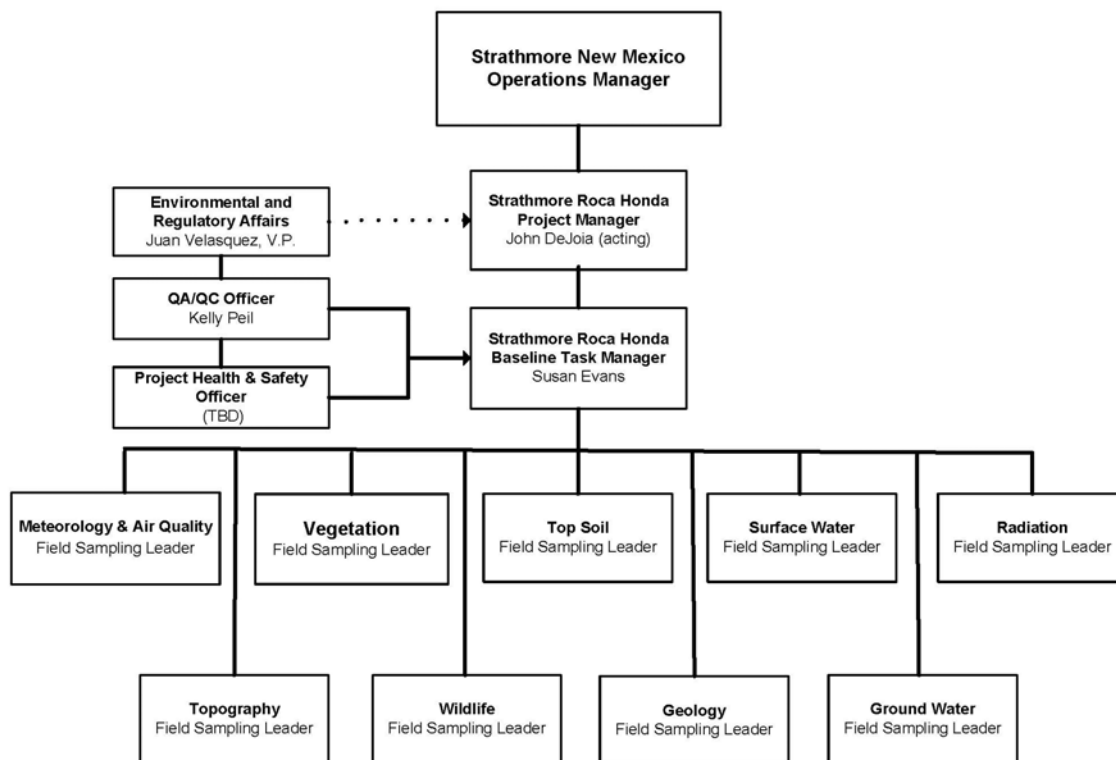 Strathmore New Mexico
Operations Manager
Environmental and
Regulatory Affairs
Juan Velasquez, V.P.
Strathmore Roca Honda
Project Manager
John DeJoia (acting)
QA/QC Officer
Kelly Peil
Strathmore Roca Honda
Baseline Task Manager
Susan Evans
Project Health & Safety
Officer
(TBD)
Meteorology & Air Quality
Field Sampling Leader
Vegetation
Field Sampling Leader
Top Soil
Field Sampling Leader
Surface Water
Field Sampling Leader
Radiation
Field Sampling Leader
Topography
Field Sampling Leader
Wildlife
Field Sampling Leader
Geology
Field Sampling Leader
Ground Water
Field Sampling Leader